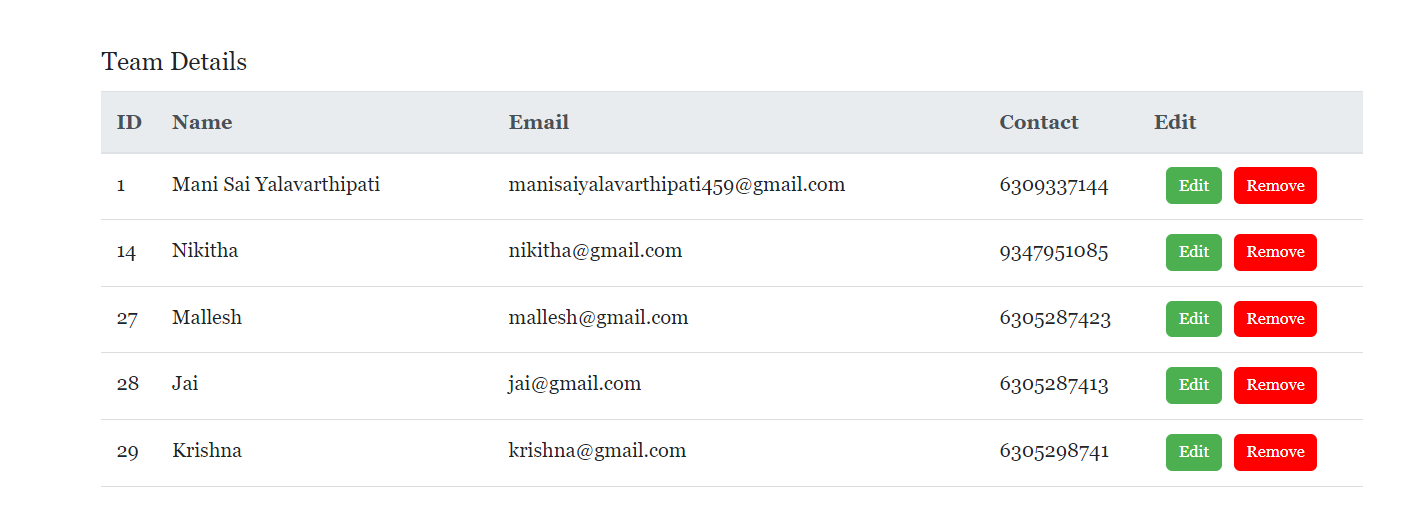 Team Details
ID Name Email Contact Edit
1 Mani Sai Yalavarthipati manisaiyalavarthipati459@gmail.com 6309337144 Edit Remove
14 Nikitha nikitha@gmail.com 9347951085 Edit Remove
27 Mallesh mallesh@gmail.com 6305287423 Edit Remove
28 Jai jai@gmail.com 6305287413 Edit Remove
29 Krishna krishna@gmail.com 6305298741 Edit Remove